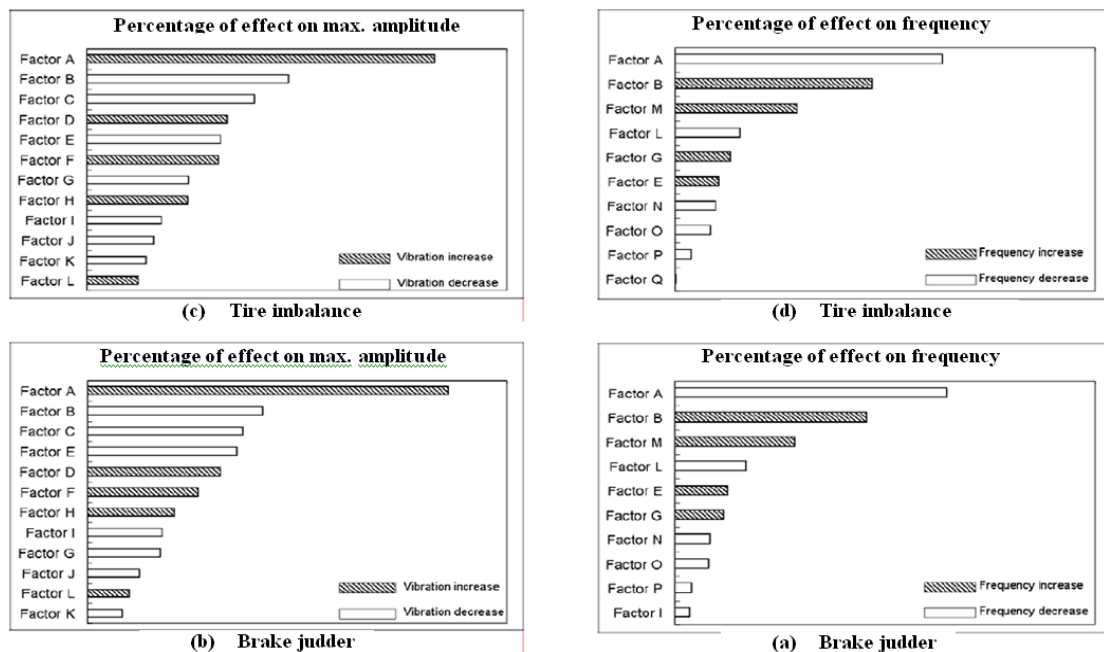 Percentage of effect on max. amplitude
Factor A
Factor B
Factor C
Factor D
Factor E
Factor F
Factor G
Factor H
Factor I
Factor J
Factor K
Factor L
Vibration increase
Vibration decrease
(c) Tire imbalance
Percentage of effect on frequency
Factor A
Factor B
Factor M
Factor L
Factor G
Factor E
Factor N
Factor O
Factor P
Factor Q
Frequency increase
Frequency decrease
(d) Tire imbalance
Percentage of effect on max. amplitude
Factor A
Factor B
Factor C
Factor E
Factor D
Factor F
Factor H
Factor I
Factor G
Factor J
Factor L
Factor K
Vibration increase
Vibration decrease
(b) Brake judder
Percentage of effect on frequency
Factor A
Factor B
Factor M
Factor L
Factor E
Factor G
Factor N
Factor O
Factor P
Factor I
Frequency increase
Frequency decrease
(a) Brake judder